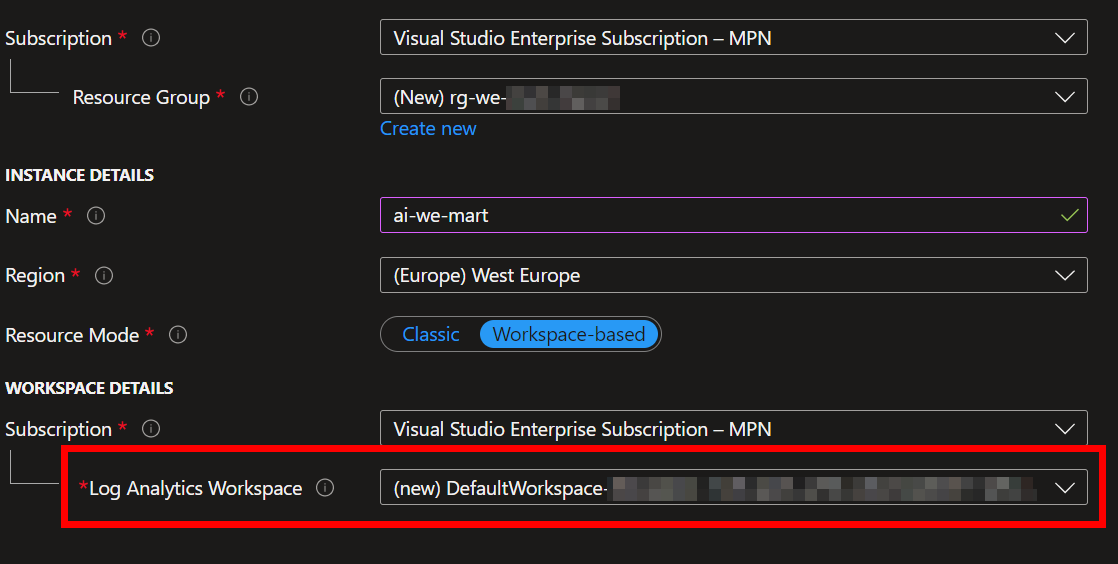 Subscription * Visual Studio Enterprise Subscription – MPN
Resource Group * (New) rg-we-
Create new
INSTANCE DETAILS
Name * ai-we-mart
Region * (Europe) West Europe
Resource Mode * Classic Workspace-based
WORKSPACE DETAILS
Subscription * Visual Studio Enterprise Subscription – MPN
*Log Analytics Workspace (new) DefaultWorkspace-